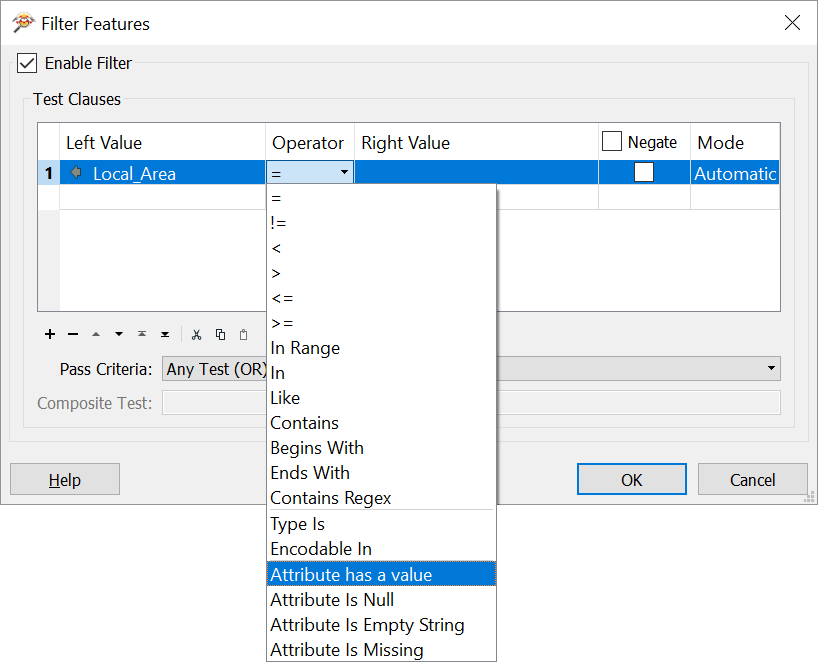 Filter Features
Enable Filter
Test Clauses
Left Value Operator Right Value Negate Mode
1 Local_Area = Automatic
=
!=
<
>
<=
>=
In Range
Pass Criteria: Any Test (OR)
In
Like
Composite Test:
Contains
Begins With
Ends With
Help OK Cancel
Contains Regex
Type Is
Encodable In
Attribute has a value
Attribute Is Null
Attribute Is Empty String
Attribute Is Missing